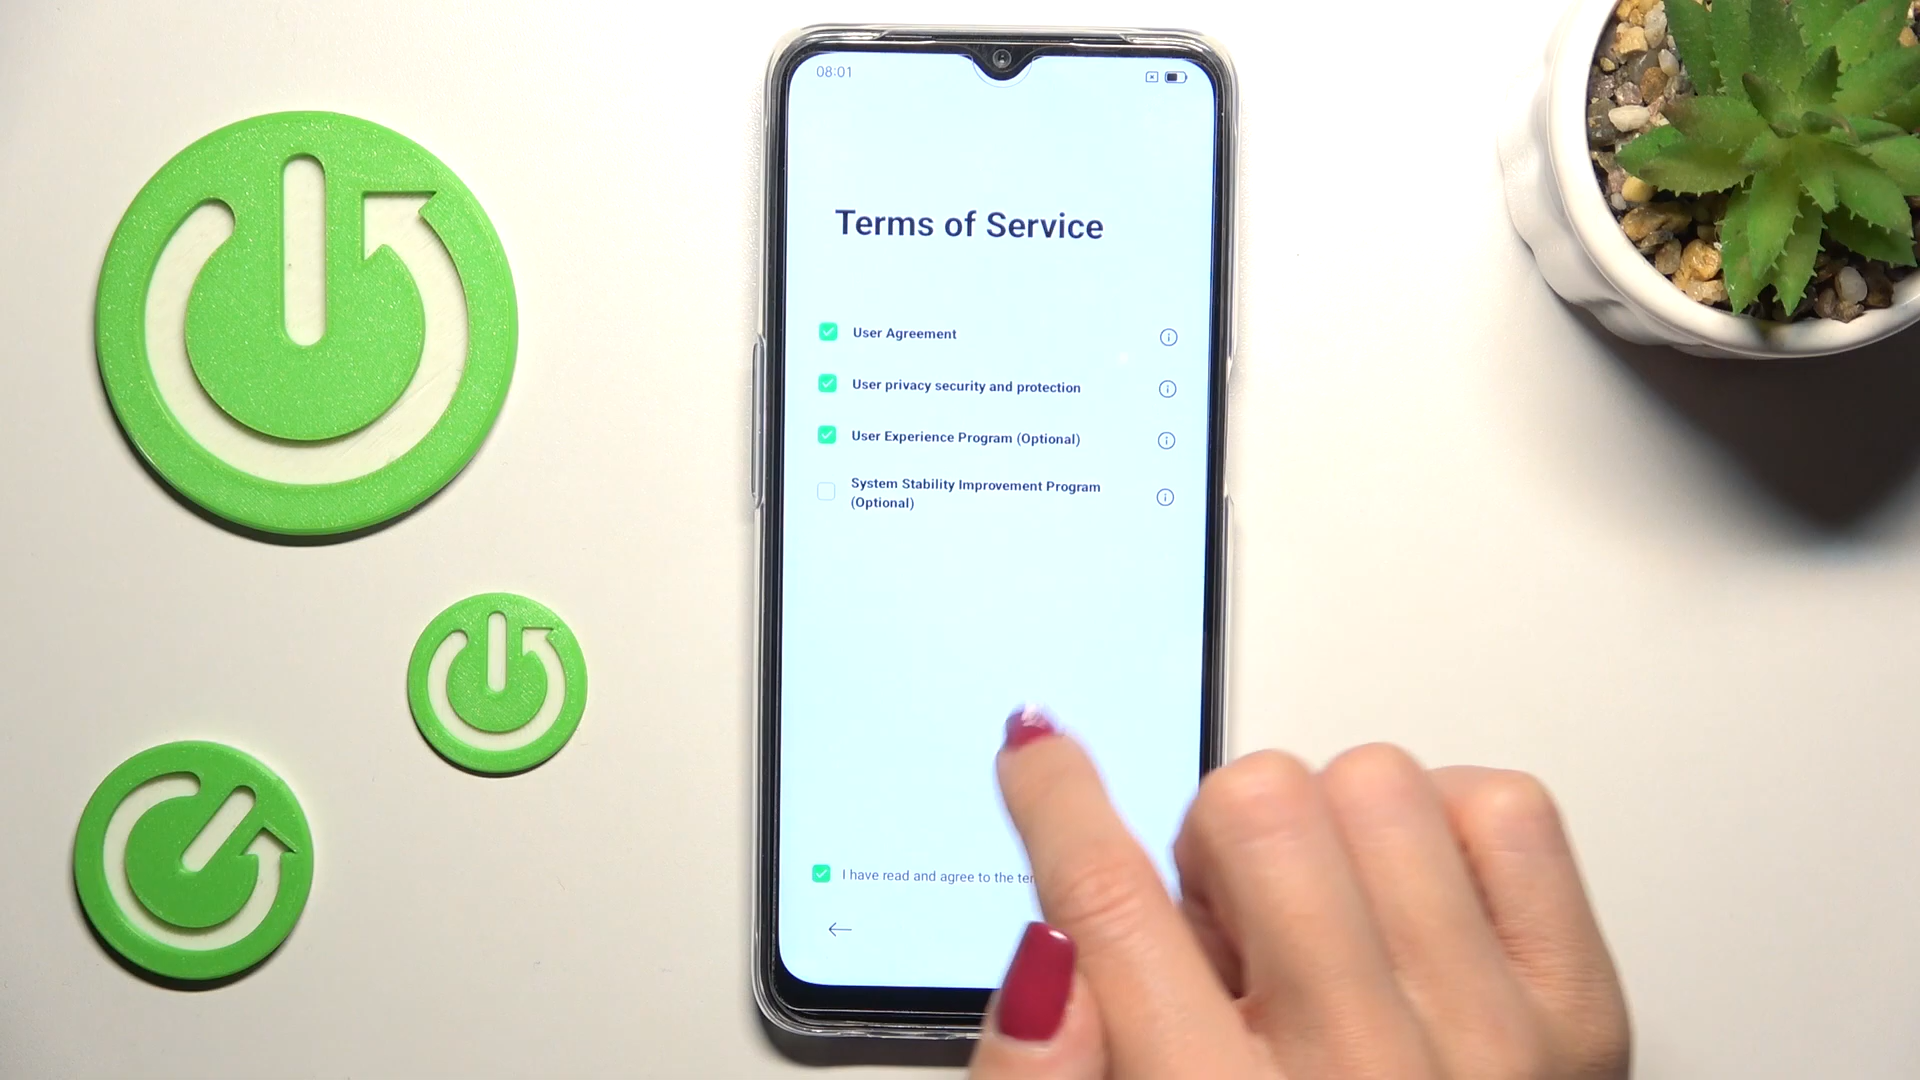 08:01
Terms of Service
User Agreement
User privacy security and protection
User Experience Program (Optional)
System Stability Improvement Program
(Optional)
I have read and agree to the